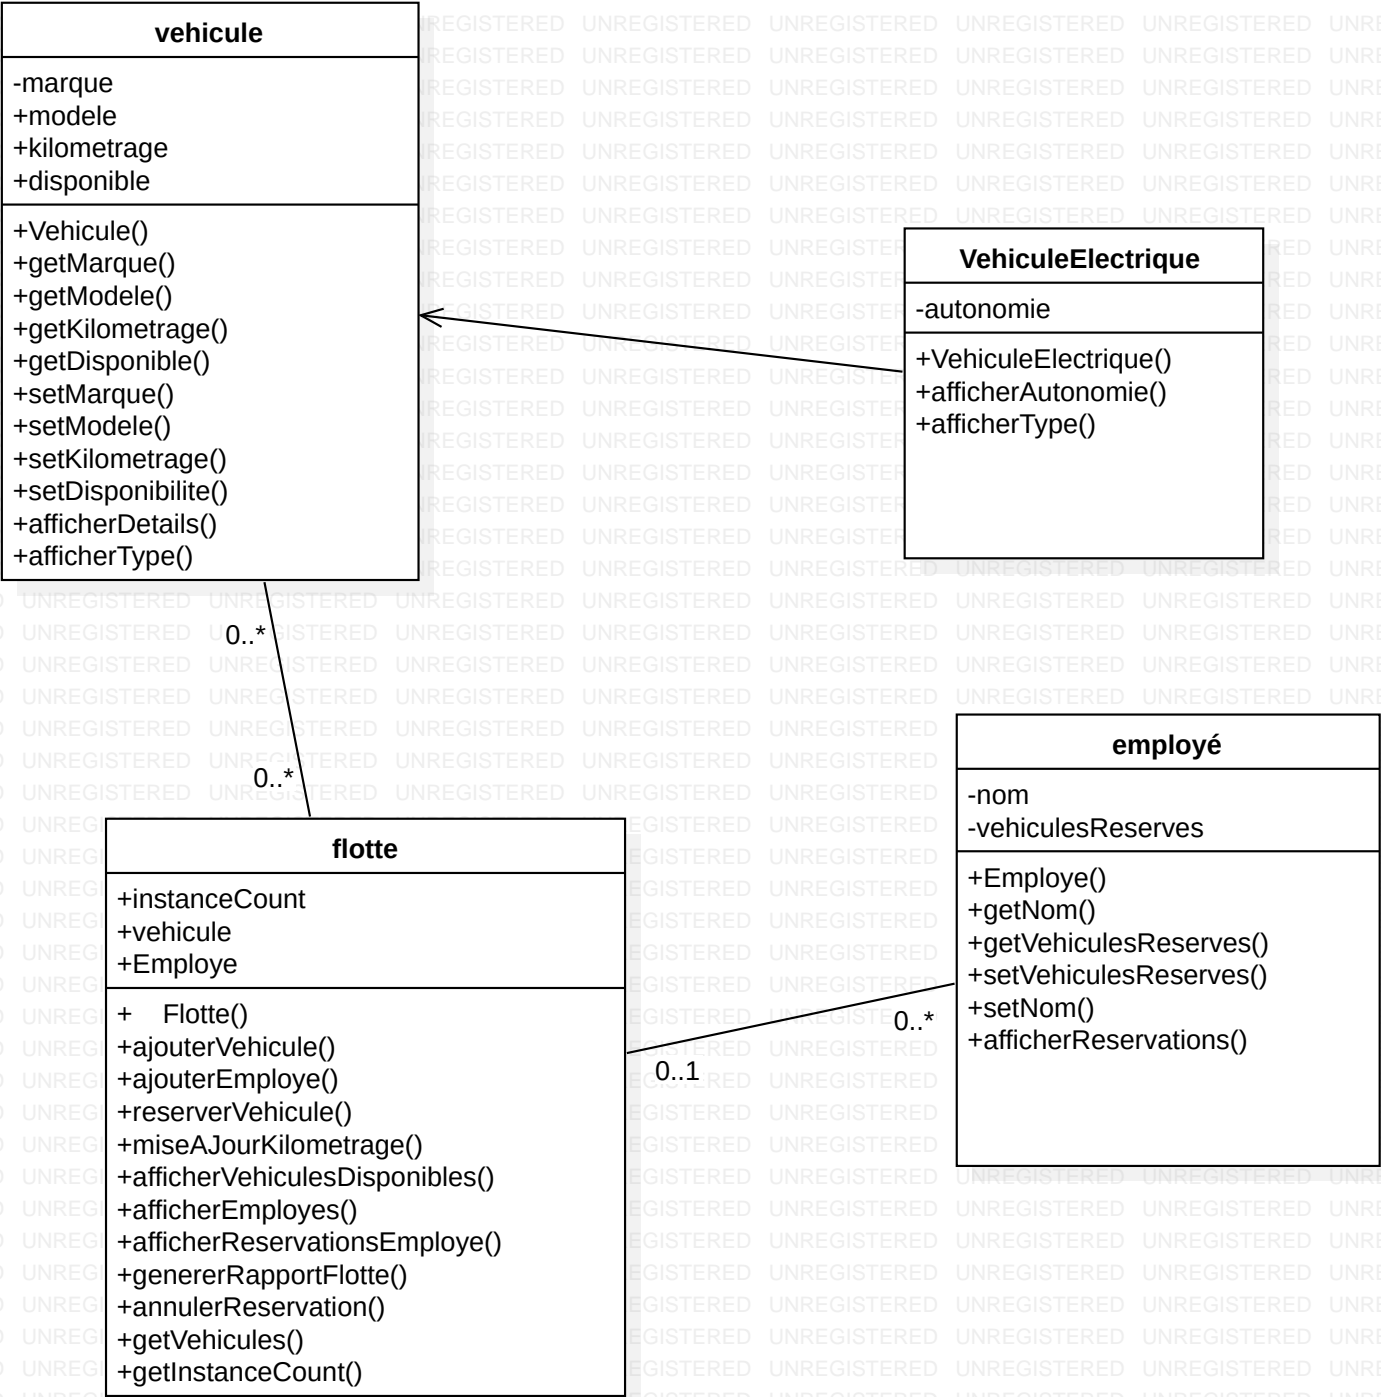 vehicule
-marque
+modele
+kilometrage
+disponible
+Vehicule()
+getMarque()
+getModele()
+getKilometrage()
+getDisponible()
+setMarque()
+setModele()
+setKilometrage()
+setDisponibilite()
+afficherDetails()
+afficherType()
VehiculeElectrique
-autonomie
+VehiculeElectrique()
+afficherAutonomie()
+afficherType()
0..*
0..*
flotte
+instanceCount
+vehicule
+Employe
+ Flotte()
+ajouterVehicule()
+ajouterEmploye()
+reserverVehicule()
+miseAJourKilometrage()
+afficherVehiculesDisponibles()
+afficherEmployes()
+afficherReservationsEmploye()
+genererRapportFlotte()
+annulerReservation()
+getVehicules()
+getInstanceCount()
0..1
0..*
employé
-nom
-vehiculesReserves
+Employe()
+getNom()
+getVehiculesReserves()
+setVehiculesReserves()
+setNom()
+afficherReservations()
UNREGISTERED